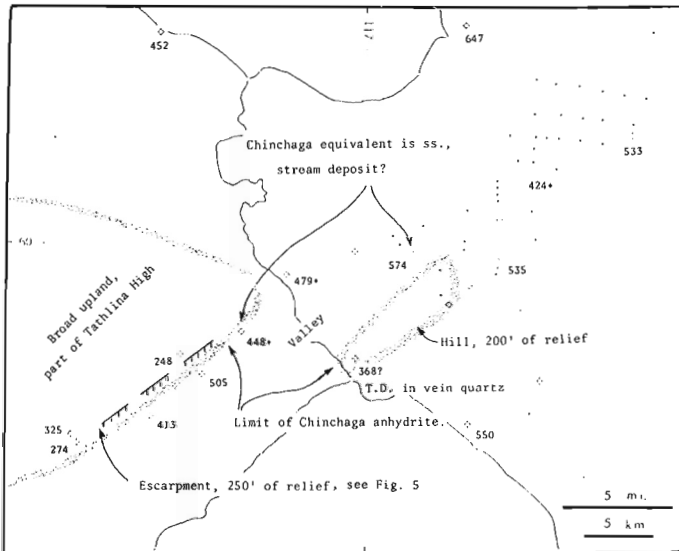 452
117
647
Chinchaga equivalent is ss.,
stream deposit?
533
424+
60
574
535
479+
Broad upland,
part of Tathlina High
Valley
Hill, 200' of relief
448+
248
368?
505
T.D. in vein quartz
413
Limit of Chinchaga anhydrite.
325
274
550
Escarpment, 250' of relief, see Fig. 5
5 mi.
5 km